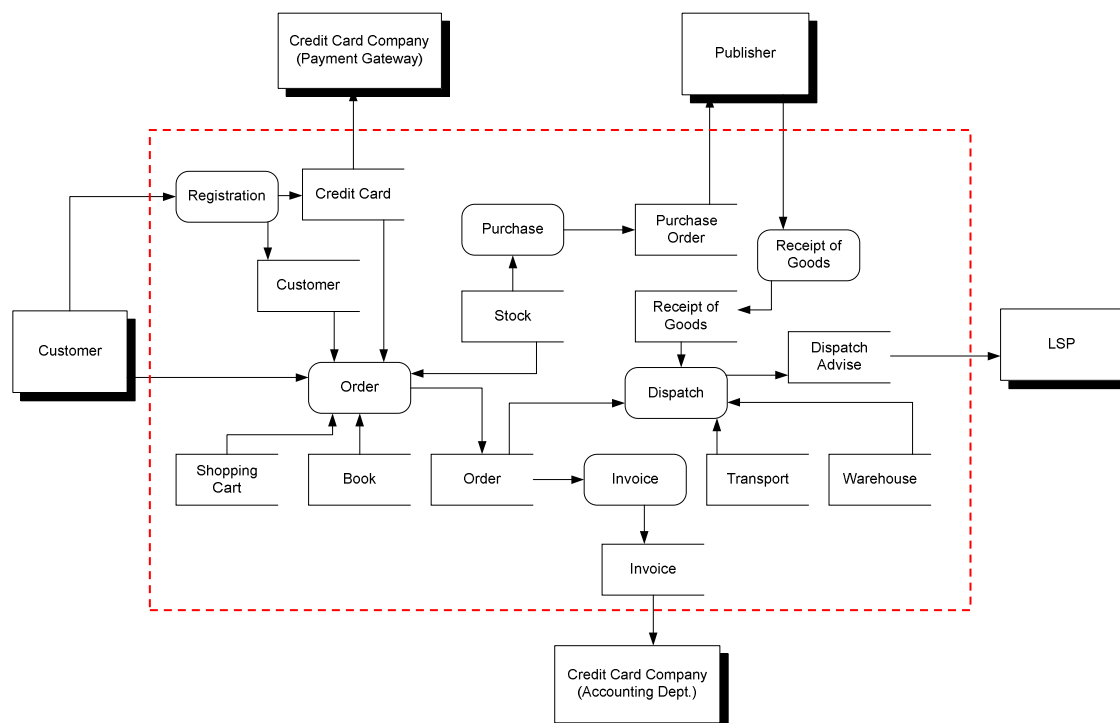 Credit Card Company
(Payment Gateway)
Publisher
Registration
Credit Card
Purchase
Purchase
Order
Receipt of
Goods
Customer
Stock
Receipt of
Goods
Customer
Order
Dispatch
Dispatch
Advise
LSP
Shopping
Cart
Book
Order
Invoice
Transport
Warehouse
Invoice
Credit Card Company
(Accounting Dept.)